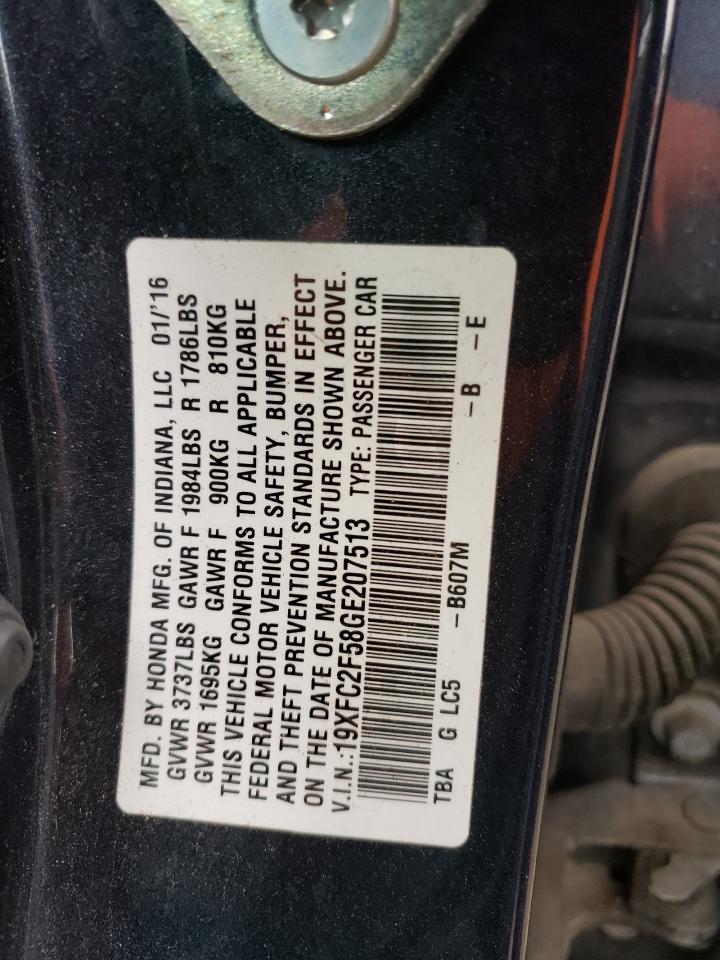 MFD. BY HONDA MFG. OF INDIANA, LLC 01/'16
GVWR 3737LBS GAWR F 1984LBS R 1786LBS
GVWR 1695KG GAWR F 900KG R 810KG
THIS VEHICLE CONFORMS TO ALL APPLICABLE
FEDERAL MOTOR VEHICLE SAFETY, BUMPER,
AND THEFT PREVENTION STANDARDS IN EFFECT
ON THE DATE OF MANUFACTURE SHOWN ABOVE.
V.I.N.:19XFC2F58GE207513 TYPE: PASSENGER CAR
TBA G LC5 -B607M -B -E